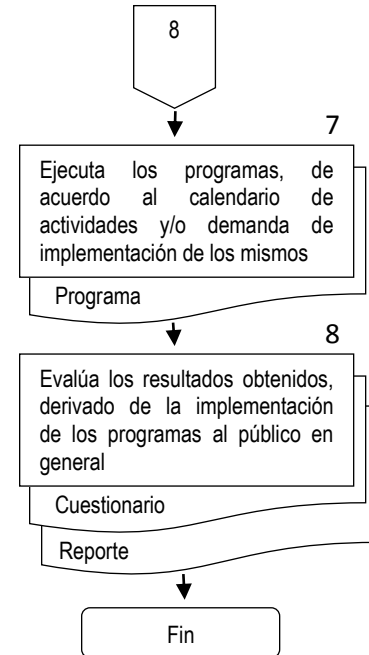 8
7
Ejecuta los programas, de
acuerdo al calendario de
actividades y/o demanda de
implementación de los mismos
Programa
8
Evalúa los resultados obtenidos,
derivado de la implementación
de los programas al público en
general
Cuestionario
Reporte
Fin